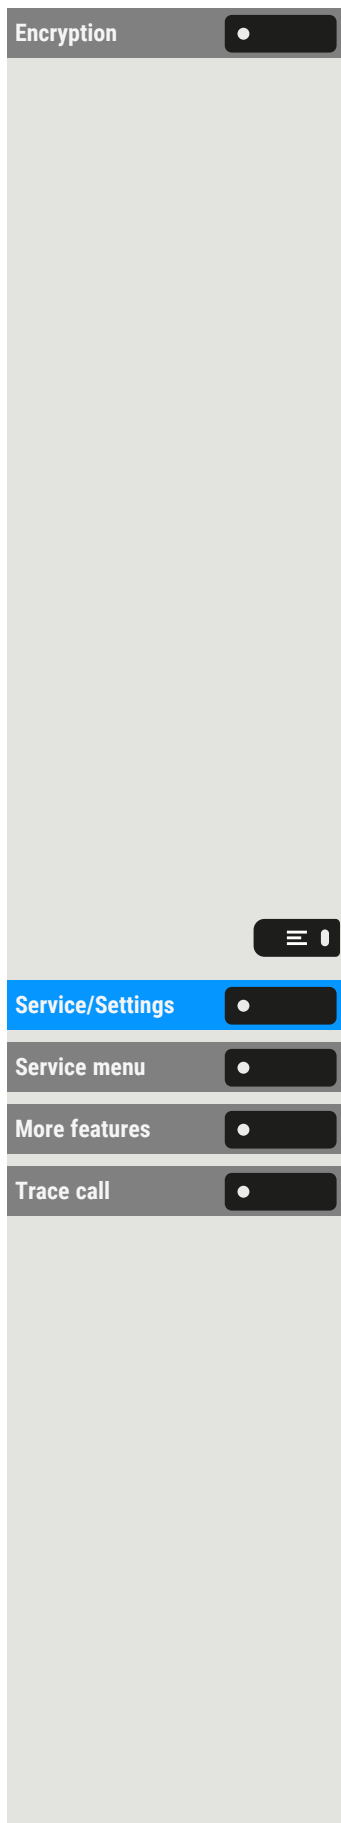 Encryption
Service/Settings
Service menu
More features
Trace call